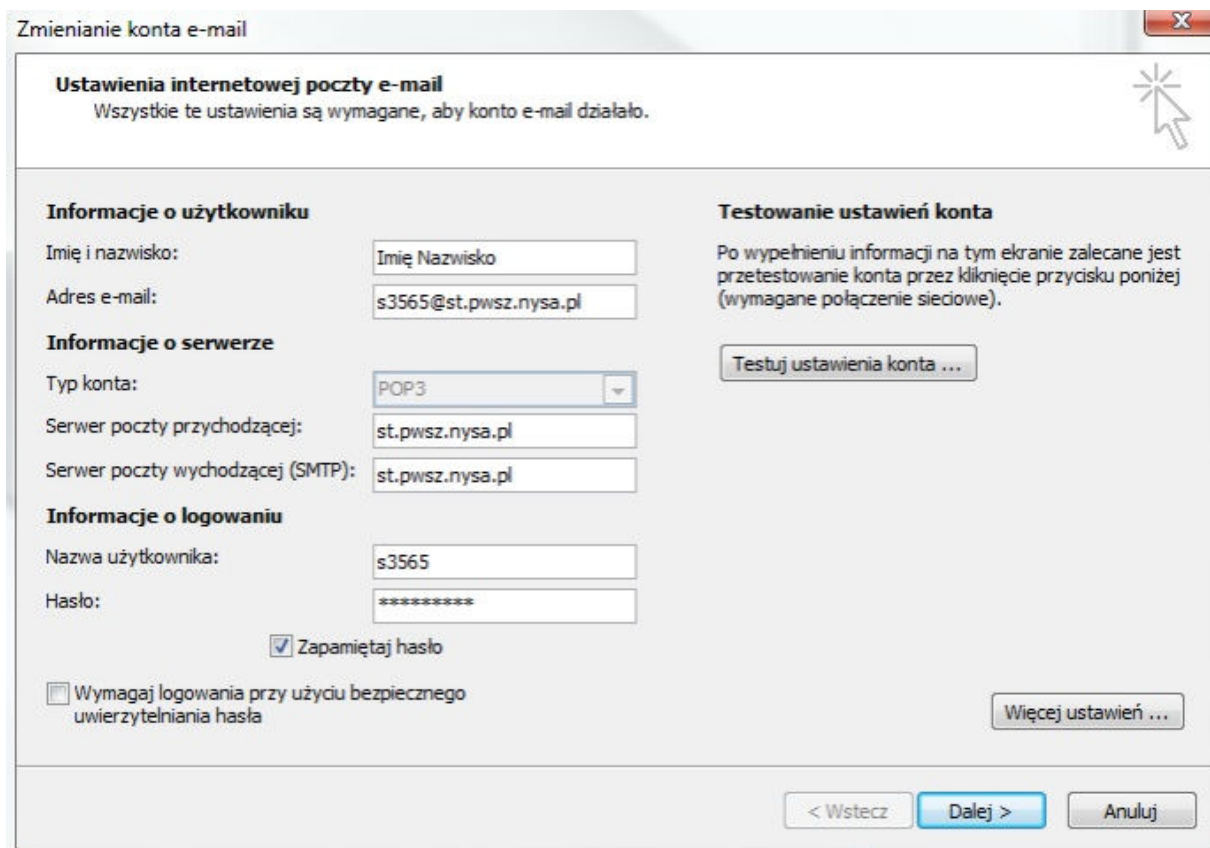 Zmienianie konta e-mail
Ustawienia internetowej poczty e-mail
Wszystkie te ustawienia są wymagane, aby konto e-mail działało.
Informacje o użytkowniku
Imię i nazwisko:
Imię Nazwisko
Adres e-mail:
s3565@st.pwsz.nysa.pl
Informacje o serwerze
Typ konta:
POP3
Serwer poczty przychodzącej:
st.pwsz.nysa.pl
Serwer poczty wychodzącej (SMTP):
st.pwsz.nysa.pl
Informacje o logowaniu
Nazwa użytkownika:
s3565
Hasło:
*********
Zapamiętaj hasło
Wymagaj logowania przy użyciu bezpiecznego
uwierzytelniania hasła
Testowanie ustawień konta
Po wypełnieniu informacji na tym ekranie zalecane jest
przetestowanie konta przez kliknięcie przycisku poniżej
(wymagane połączenie sieciowe).
Testuj ustawienia konta ...
Więcej ustawień ...
< Wstecz
Dalej >
Anuluj